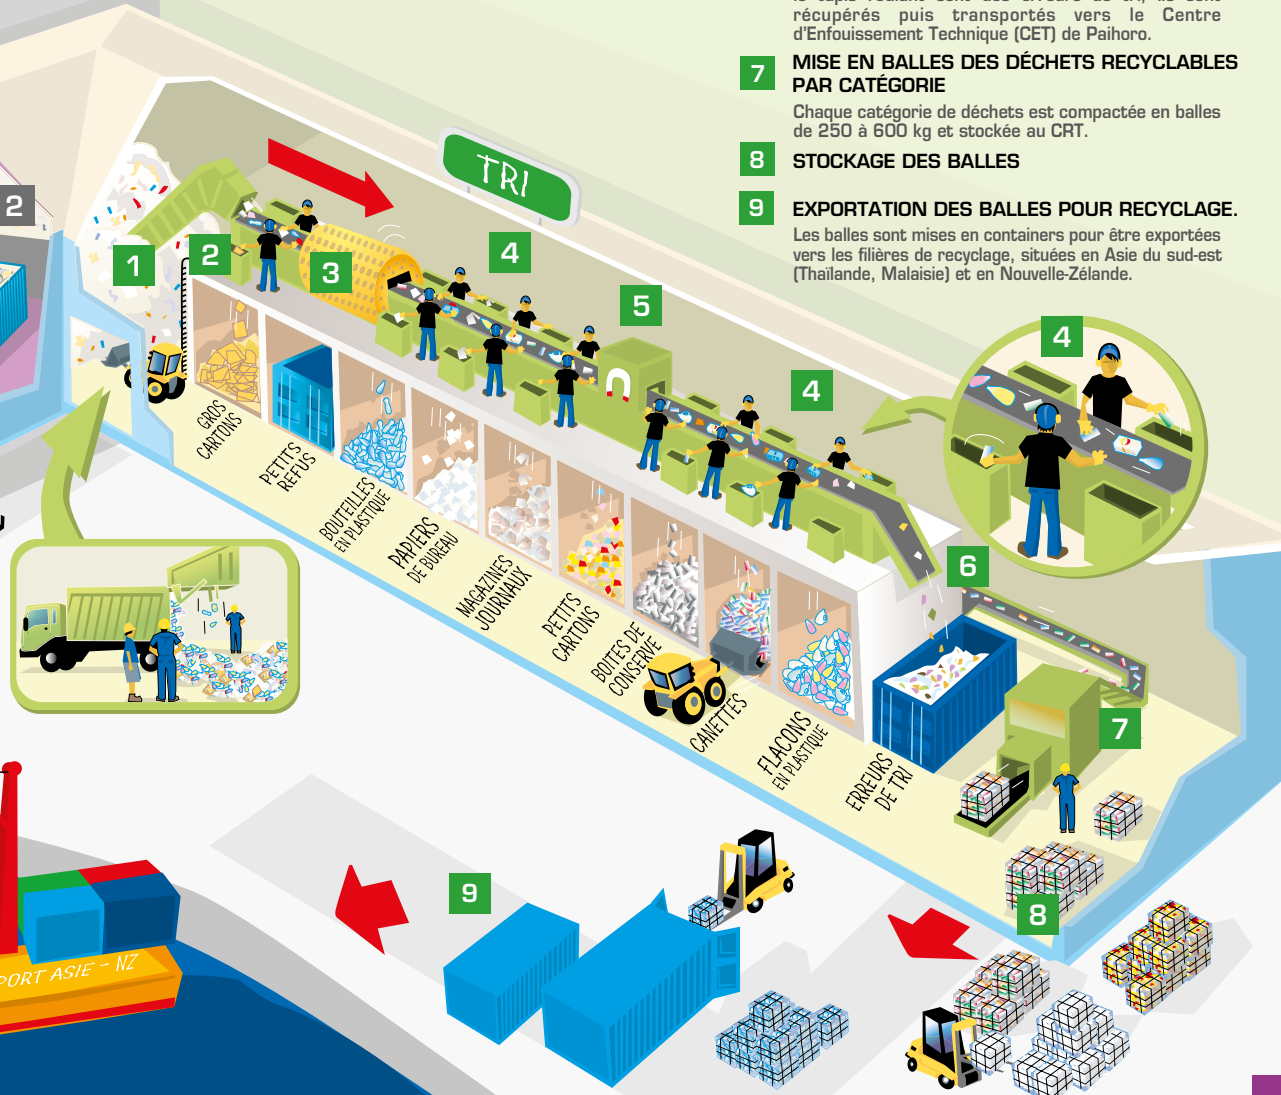 récupérés puis transportés vers le Centre
d'Enfouissement Technique (CET) de Paihoro.
7
MISE EN BALLES DES DÉCHETS RECYCLABLES
PAR CATÉGORIE
Chaque catégorie de déchets est compactée en balles
de 250 à 600 kg et stockée au CRT.
8
STOCKAGE DES BALLES
9
EXPORTATION DES BALLES POUR RECYCLAGE.
Les balles sont mises en containers pour être exportées
vers les filières de recyclage, situées en Asie du sud-est
(Thaïlande, Malaisie) et en Nouvelle-Zélande.
TRI
2
1
2
3
4
5
4
4
GROS
CARTONS
PETITS
REFUS
BOUTEILLES
EN PLASTIQUE
PAPIERS
DE BUREAU
MAGAZINES
JOURNAUX
PETITS
CARTONS
BOITES DE
CONSERVE
CANETTES
FLACONS
EN PLASTIQUE
ERREURS
DE TRI
6
7
8
9
PORT ASIE - NZ